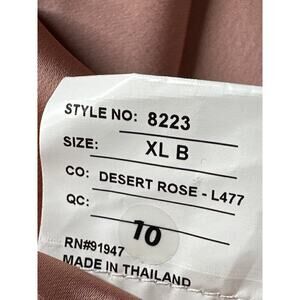 STYLE NO: 8223
SIZE: XL B
CO: DESERT ROSE - L477
QC: 10
RN#91947
MADE IN THAILAND